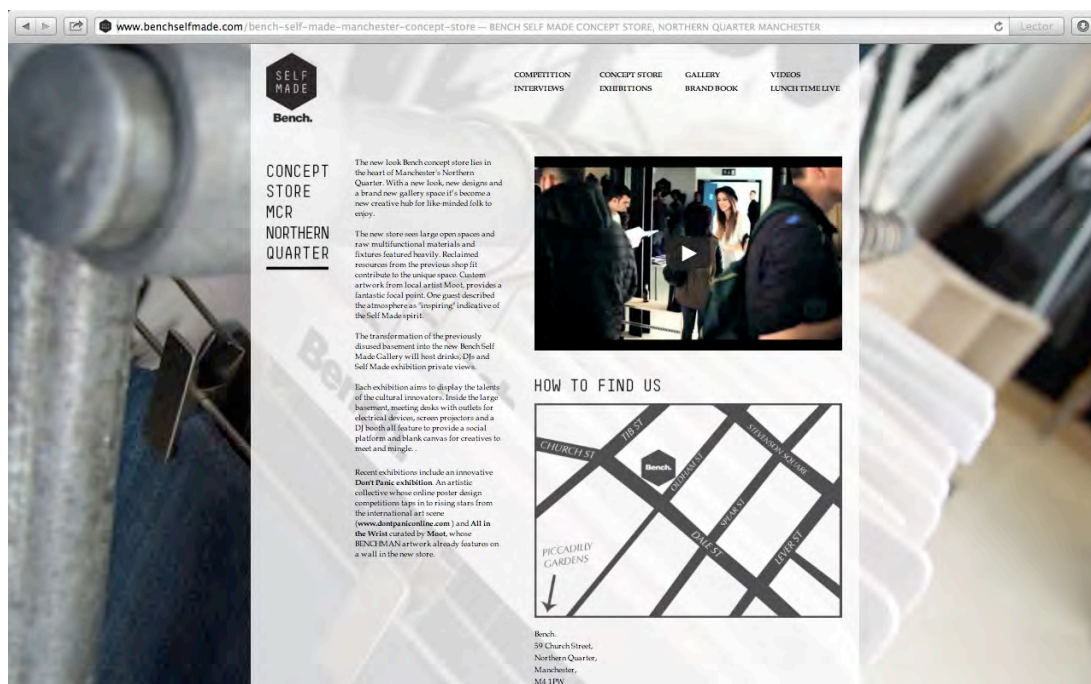 www.benchselfmade.com/bench-self-made-manchester-concept-store — BENCH SELF MADE CONCEPT STORE, NORTHERN QUARTER MANCHESTER
Lector
SELF
MADE
Bench.
COMPETITION CONCEPT STORE GALLERY VIDEOS
INTERVIEWS EXHIBITIONS BRAND BOOK LUNCH TIME LIVE
CONCEPT
STORE
MCR
NORTHERN
QUARTER
The new look Bench concept store lies in
the heart of Manchester's Northern
Quarter. With a new look, new designs and
a brand new gallery space it's become a
new creative hub for like-minded folk to
enjoy.
The new store sees large open spaces and
raw multifunctional materials and
fixtures featured heavily. Reclaimed
resources from the previous shop fit
contribute to the unique space. Custom
artwork from local artist Moot, provides a
fantastic focal point. One guest described
the atmosphere as "inspiring" indicative of
the Self Made spirit.
The transformation of the previously
disused basement into the new Bench Self
Made Gallery will host drinks, DJs and
Self Made exhibition private views.
Each exhibition aims to display the talents
of the cultural innovators. Inside the large
basement, meeting desks with outlets for
electrical devices, screen projectors and a
DJ booth all feature to provide a social
platform and blank canvas for creatives to
meet and mingle. .
Recent exhibitions include an innovative
Don't Panic exhibition. An artistic
collective whose online poster design
competitions taps in to rising stars from
the international art scene
(www.dontpaniconline.com ) and All in
the Wrist curated by Moot, whose
BENCHMAN artwork already features on
a wall in the new store.
HOW TO FIND US
CHURCH ST
TIB ST
Bench.
OLDHAM ST
STEVENSON SQUARE
SPEAR ST
DALE ST
LEVER ST
PICCADILLY
GARDENS
Bench.
59 Church Street,
Northern Quarter,
Manchester,
M4 1PW